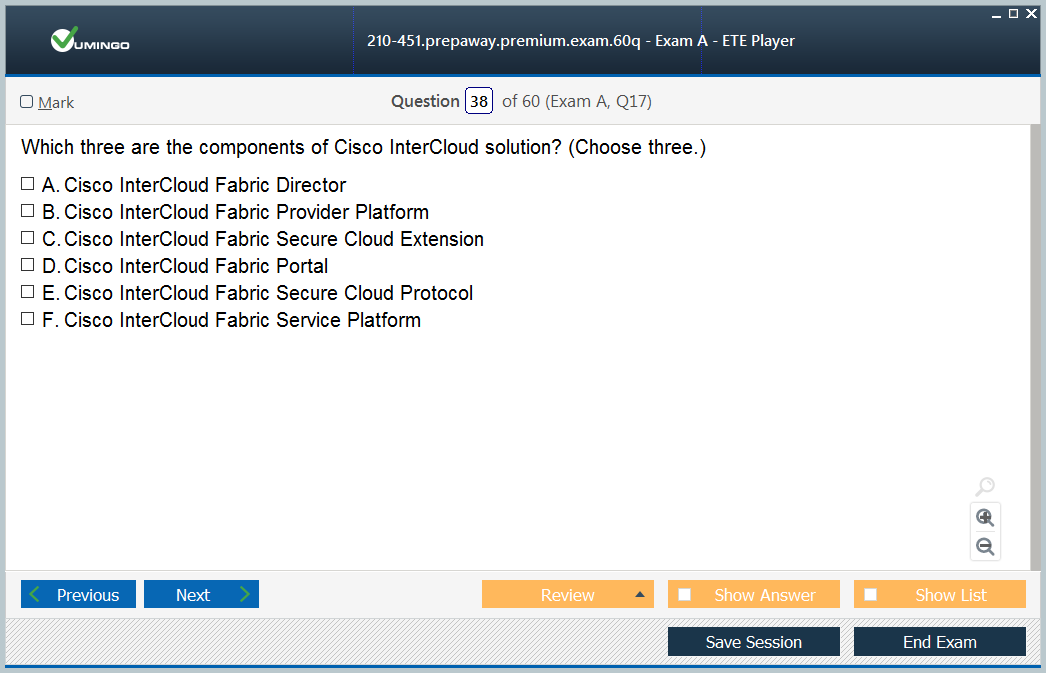 VUMINGO
210-451.prepaway.premium.exam.60q - Exam A - ETE Player
Mark
Question 38 of 60 (Exam A, Q17)
Which three are the components of Cisco InterCloud solution? (Choose three.)
A. Cisco InterCloud Fabric Director
B. Cisco InterCloud Fabric Provider Platform
C. Cisco InterCloud Fabric Secure Cloud Extension
D. Cisco InterCloud Fabric Portal
E. Cisco InterCloud Fabric Secure Cloud Protocol
F. Cisco InterCloud Fabric Service Platform
Previous Next Review Show Answer Show List
Save Session End Exam